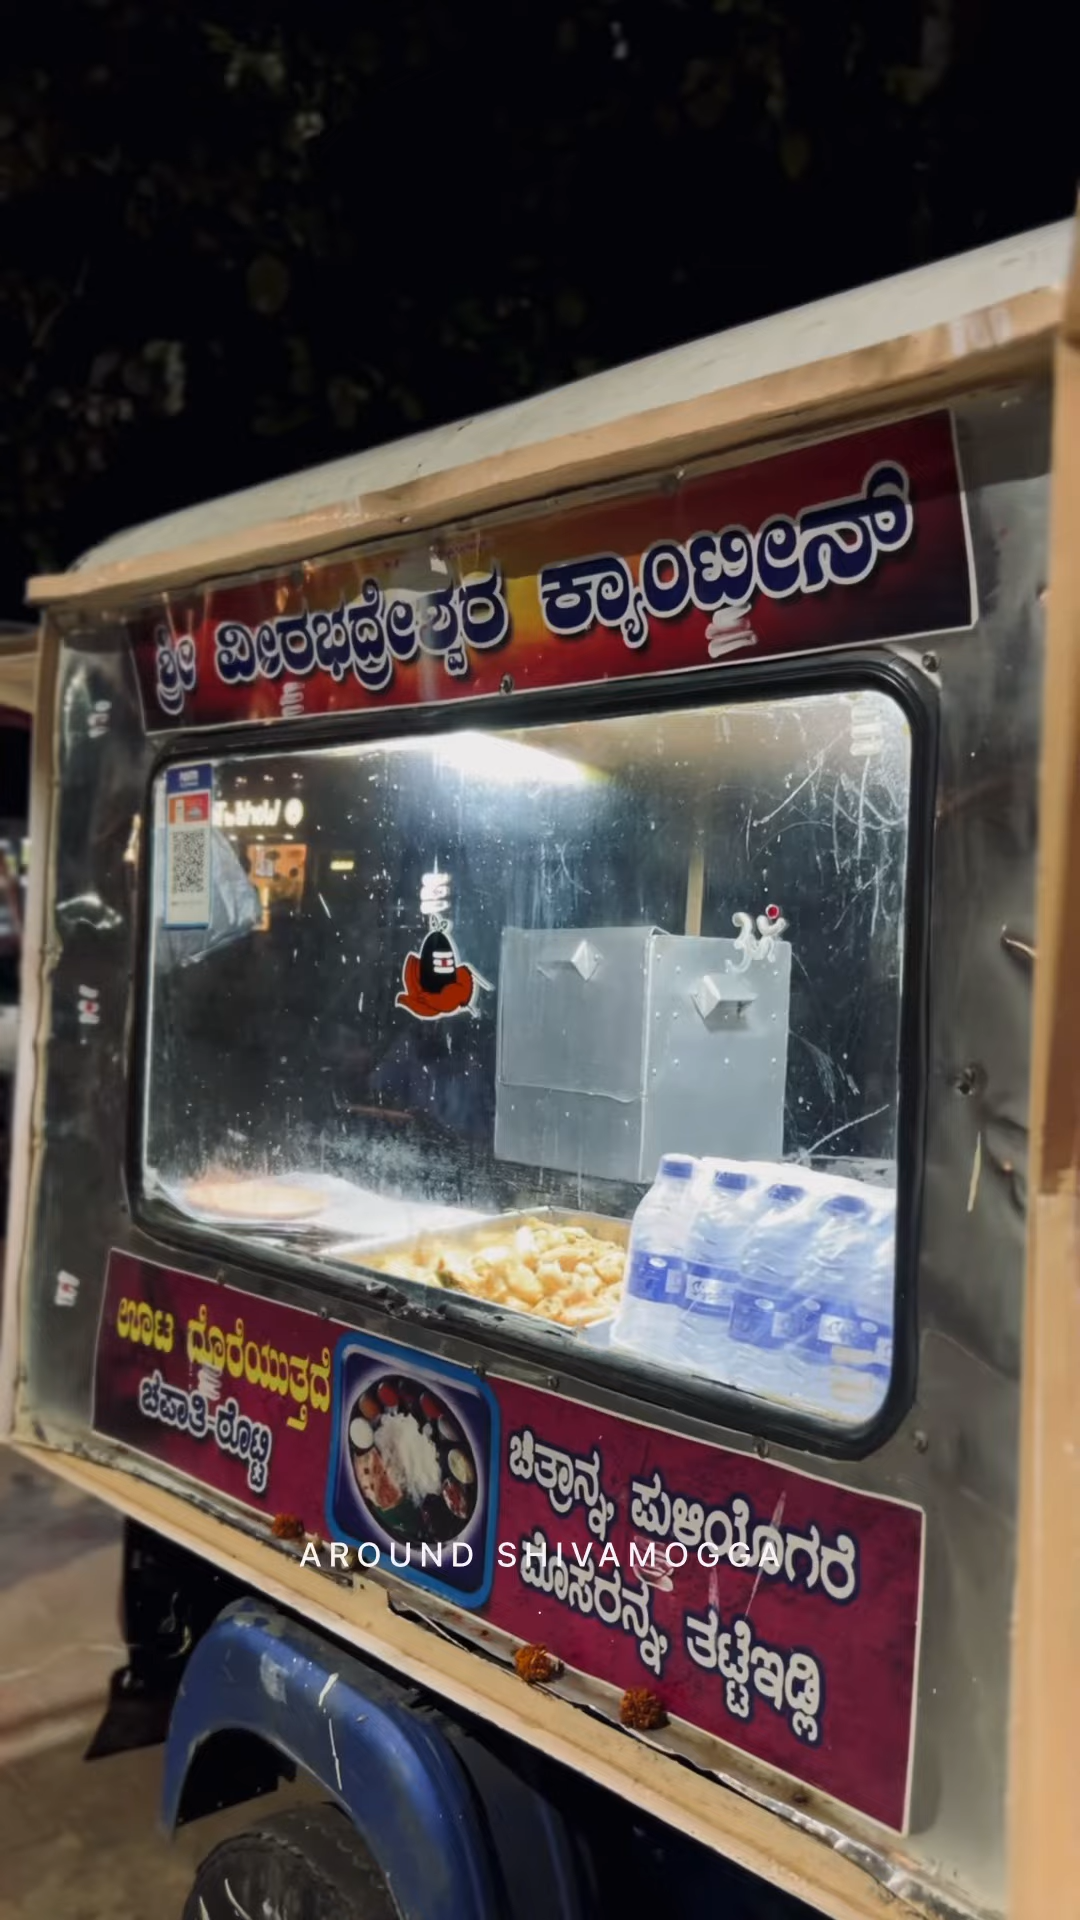 ಶ್ರೀ ವೀರಭದ್ರೇಶ್ವರ ಕ್ಯಾಂಟೀನ್
ॐ
ಊಟ ದೊರೆಯುತ್ತದೆ
ಚಪಾತಿ-ರೊಟ್ಟಿ
ಚಿತ್ರಾನ್ನ, ಪುಳಿಯೊಗರೆ
ಮೊಸರನ್ನ, ತಟ್ಟೆಇಡ್ಲಿ
AROUND SHIVAMOGGA